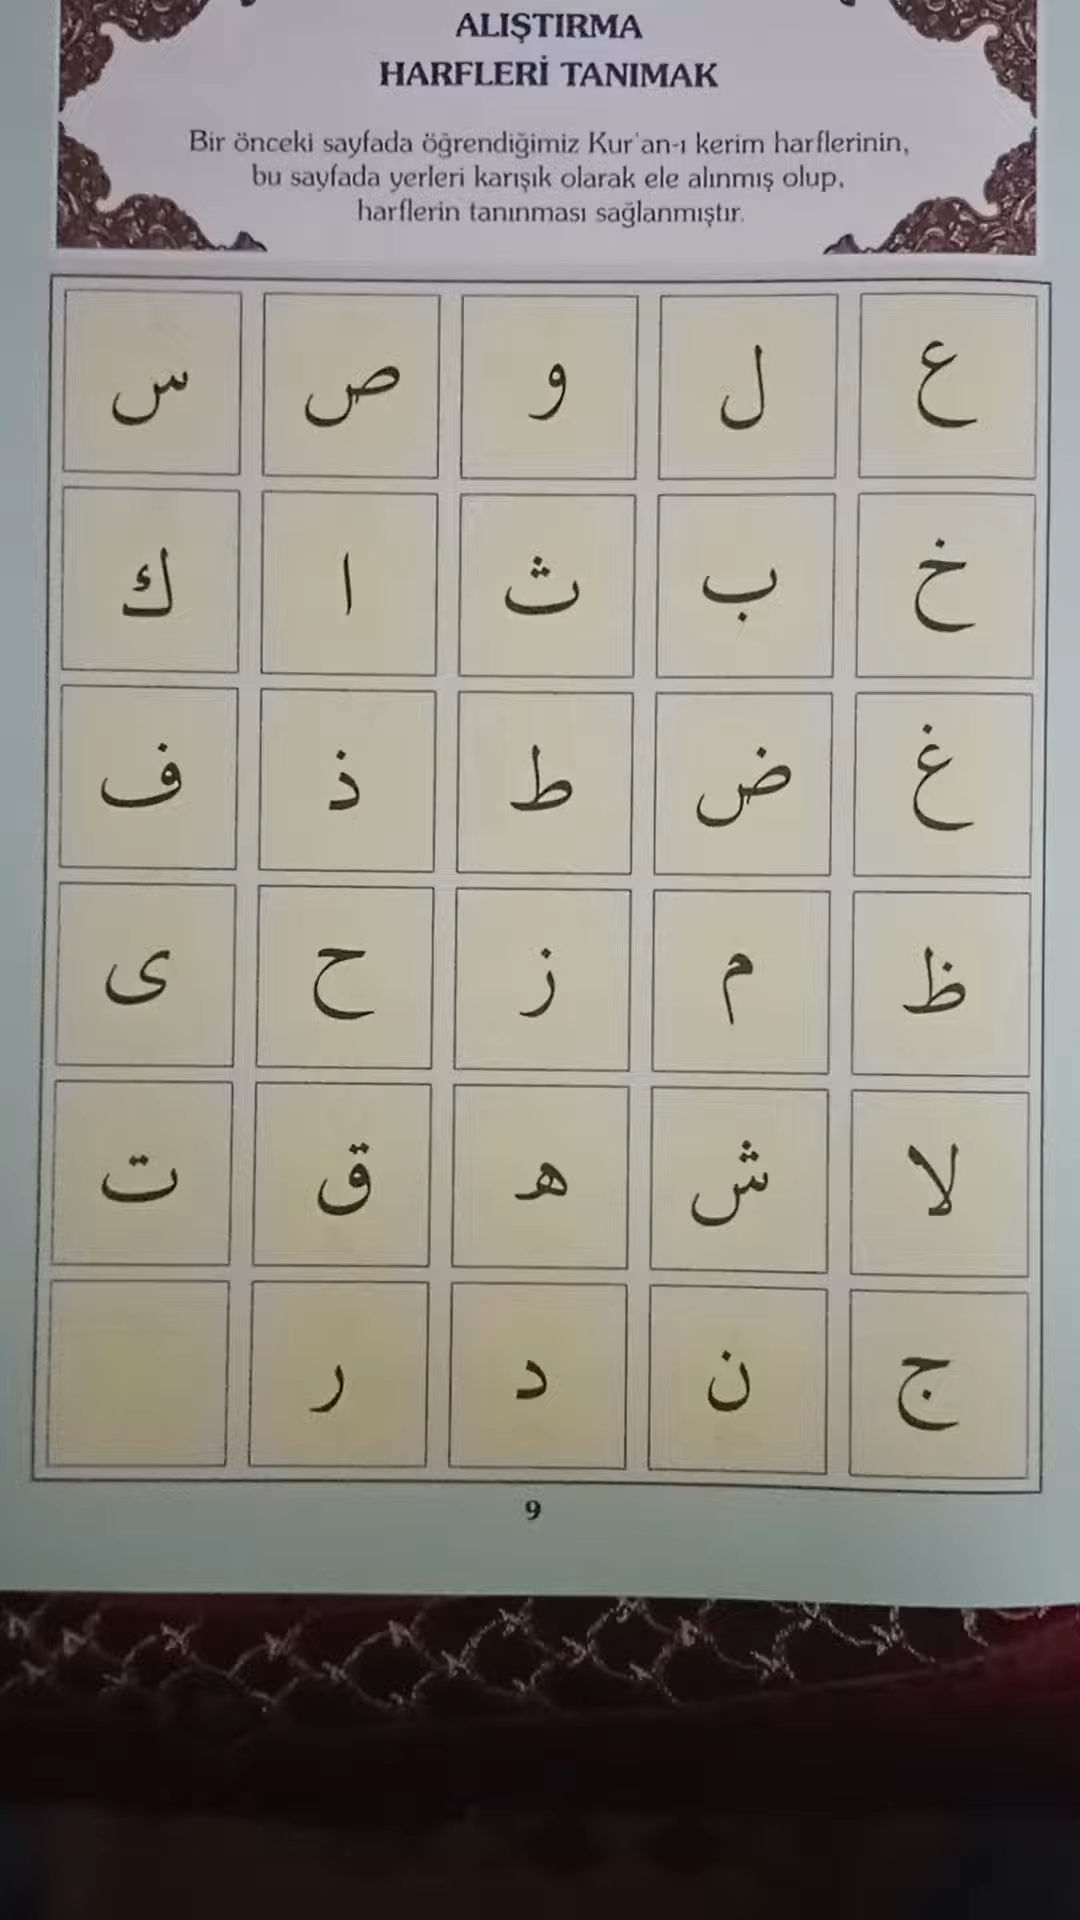 ALIŞTIRMA
HARFLERİ TANIMAK
Bir önceki sayfada öğrendiğimiz Kur'an-ı kerim harflerinin,
bu sayfada yerleri karışık olarak ele alınmış olup,
harflerin tanınması sağlanmıştır.
ع ل و ص س
خ ب ث ا ك
غ ض ط ذ ف
ظ م ز ح ى
لا ش ه ق ت
ج ن د ر
9